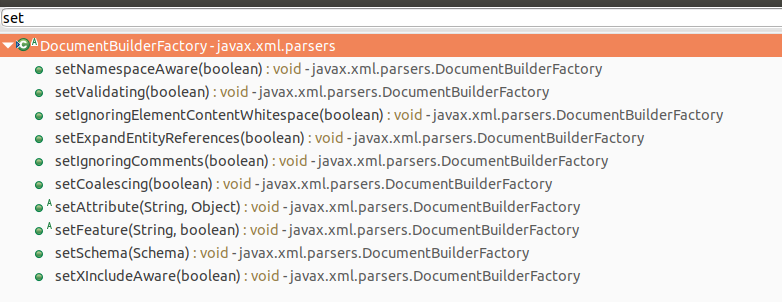 set
DocumentBuilderFactory - javax.xml.parsers
setNamespaceAware(boolean) : void - javax.xml.parsers.DocumentBuilderFactory
setValidating(boolean) : void - javax.xml.parsers.DocumentBuilderFactory
setIgnoringElementContentWhitespace(boolean) : void - javax.xml.parsers.DocumentBuilderFactory
setExpandEntityReferences(boolean) : void - javax.xml.parsers.DocumentBuilderFactory
setIgnoringComments(boolean) : void - javax.xml.parsers.DocumentBuilderFactory
setCoalescing(boolean) : void - javax.xml.parsers.DocumentBuilderFactory
A setAttribute(String, Object) : void - javax.xml.parsers.DocumentBuilderFactory
A setFeature(String, boolean) : void - javax.xml.parsers.DocumentBuilderFactory
setSchema(Schema) : void - javax.xml.parsers.DocumentBuilderFactory
setXIncludeAware(boolean) : void - javax.xml.parsers.DocumentBuilderFactory